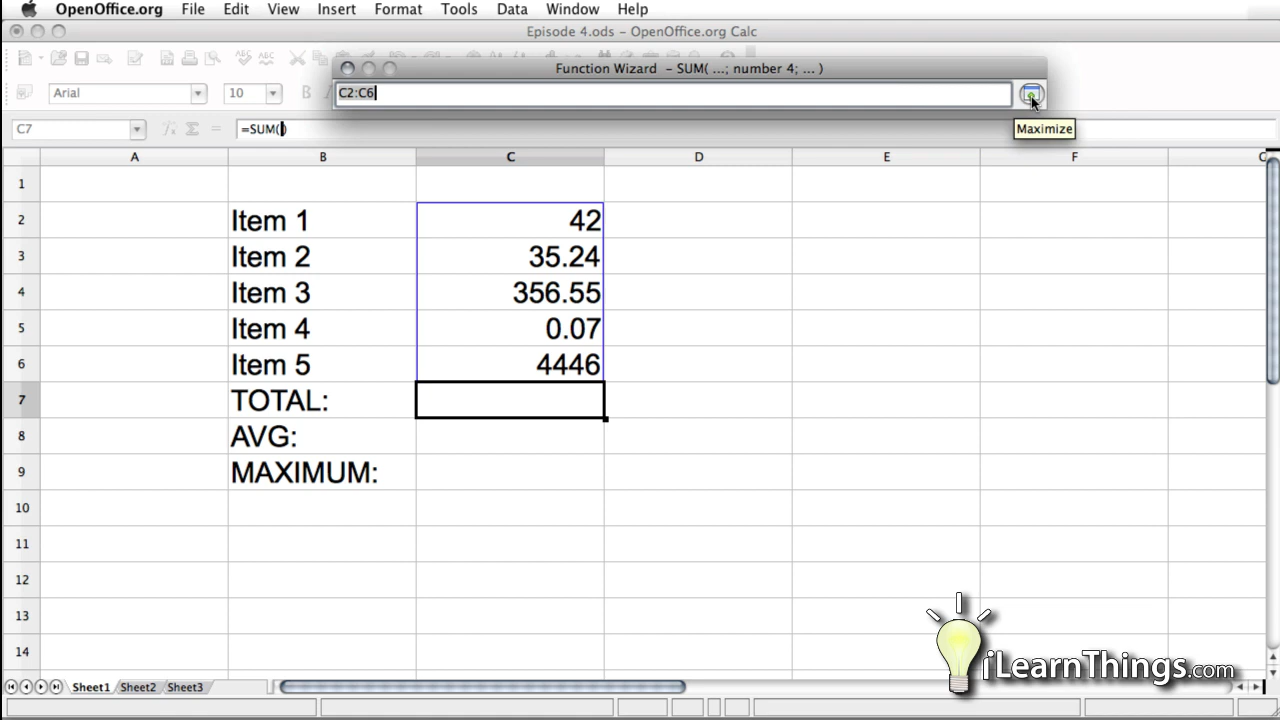 OpenOffice.org File Edit View Insert Format Tools Data Window Help
Episode 4.ods - OpenOffice.org Calc
Function Wizard - SUM( ...; number 4; ... )
Arial 10 B
C2:C6
C7 =SUM()
Maximize
A B C D E F
1
2 Item 1 42
3 Item 2 35.24
4 Item 3 356.55
5 Item 4 0.07
6 Item 5 4446
7 TOTAL:
8 AVG:
9 MAXIMUM:
10
11
12
13
14
iLearnThings.com
Sheet1 Sheet2 Sheet3